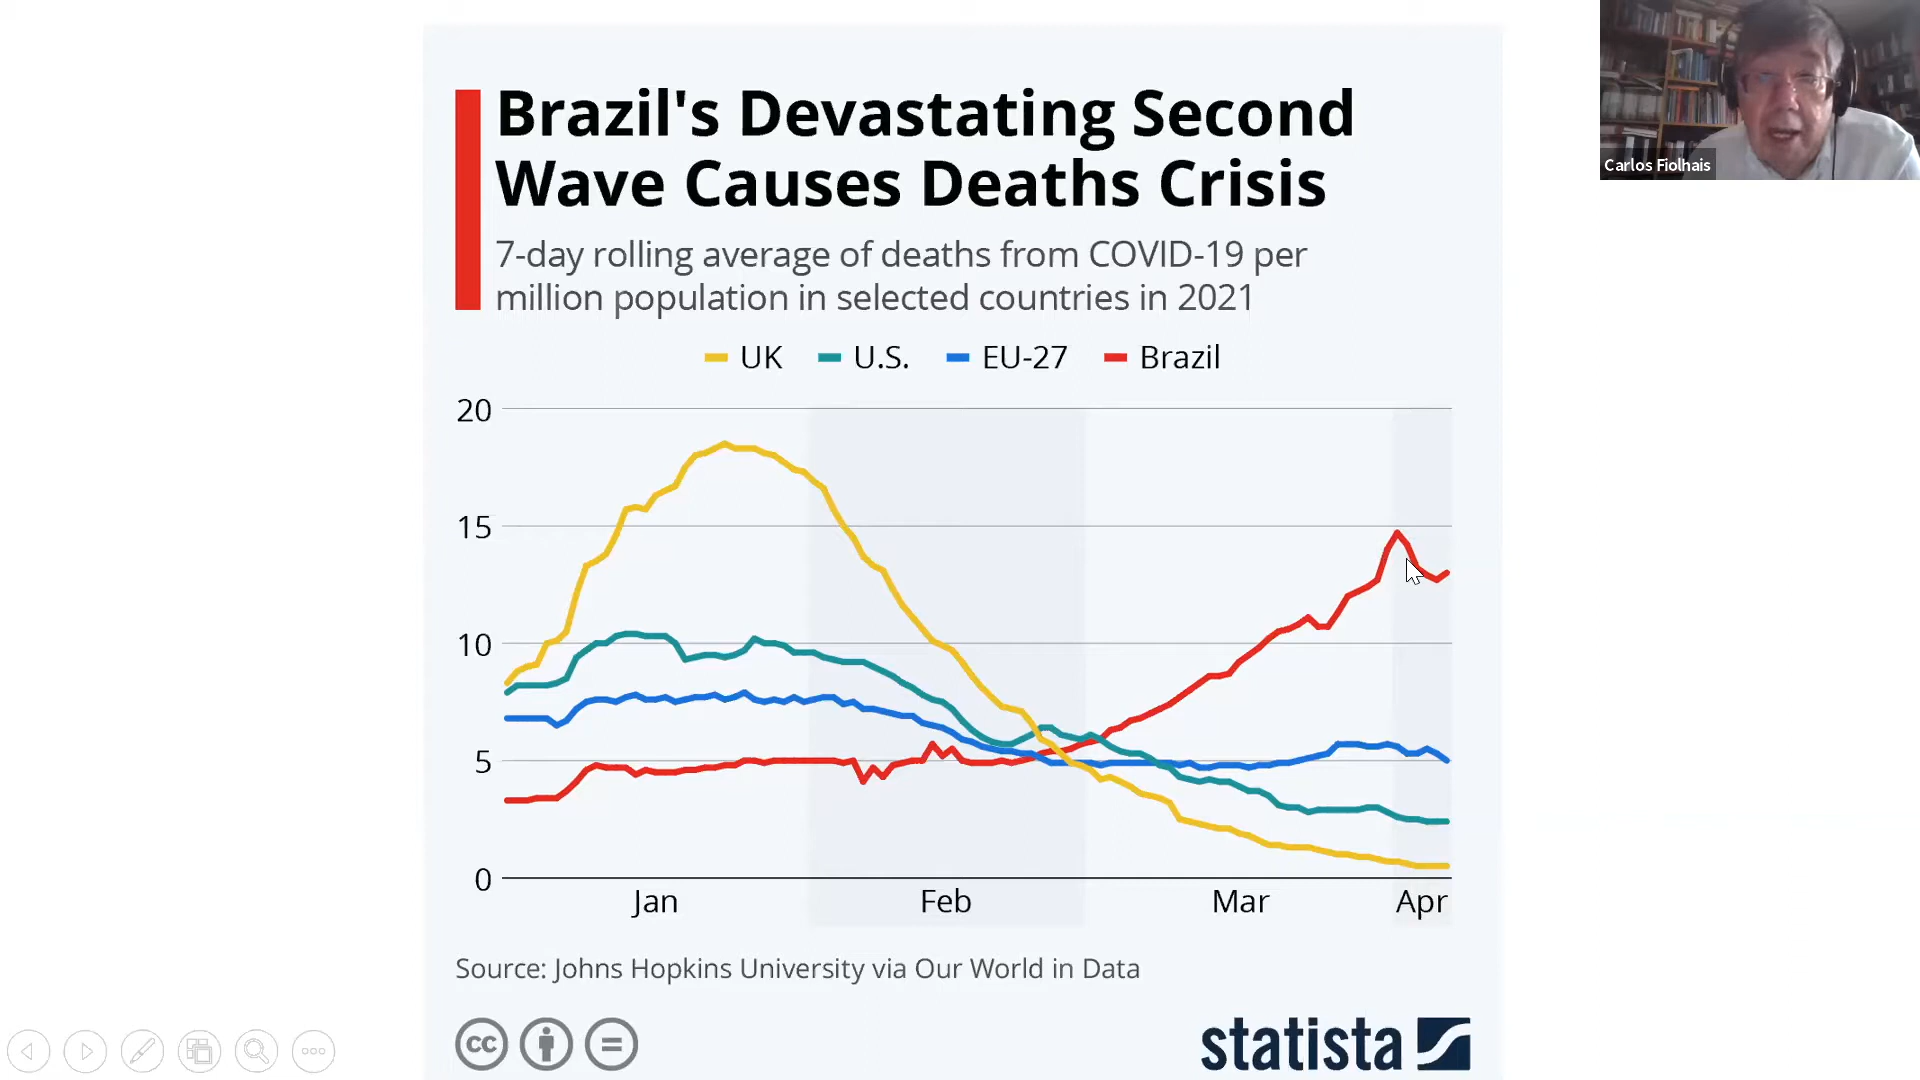 Brazil's Devastating Second
Wave Causes Deaths Crisis
7-day rolling average of deaths from COVID-19 per
million population in selected countries in 2021
UK U.S. EU-27 Brazil
20
15
10
5
0
Jan Feb Mar Apr
Source: Johns Hopkins University via Our World in Data
cc
statista
Carlos Fiolhais